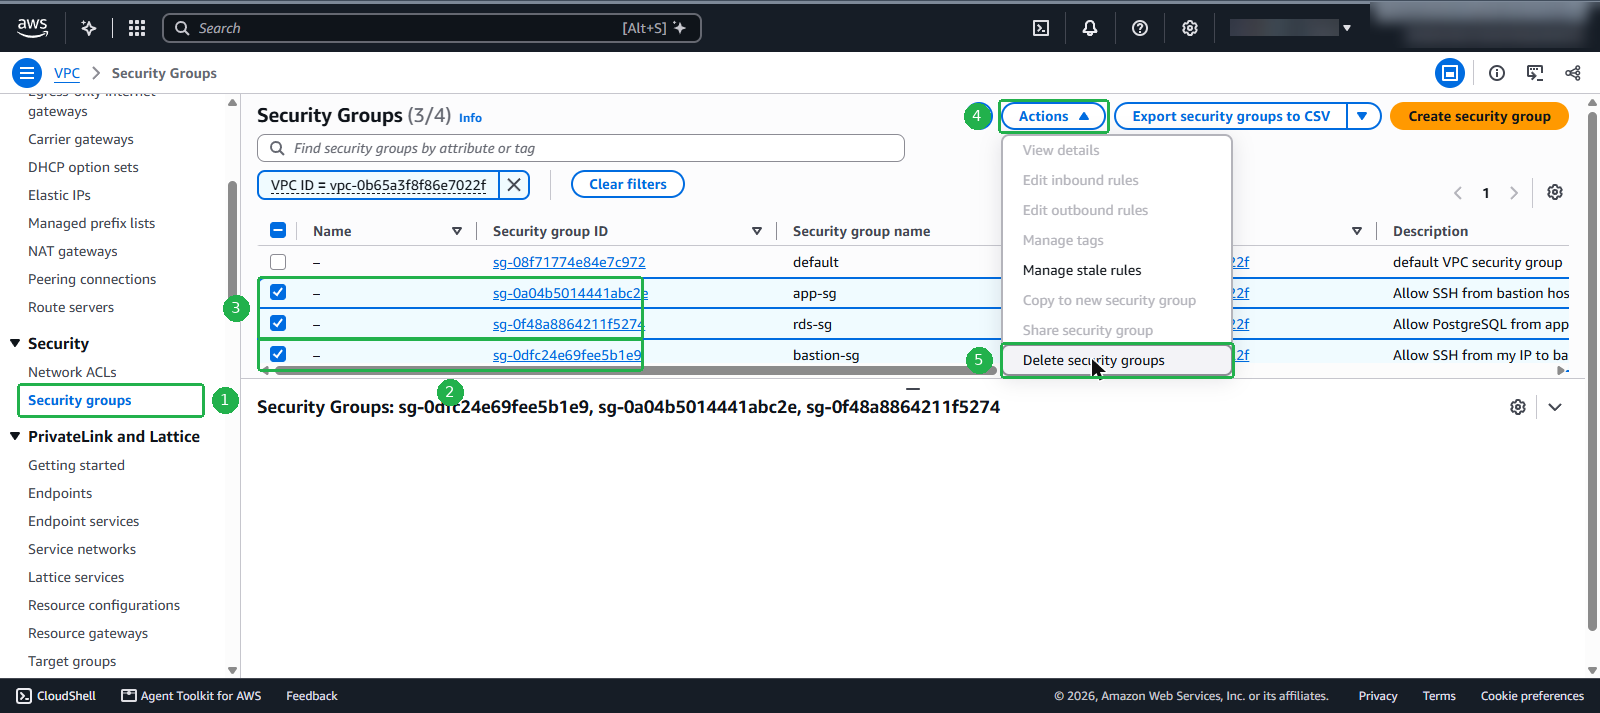 aws
Search
[Alt+S]
VPC
Security Groups
Egress-only internet
gateways
Carrier gateways
DHCP option sets
Elastic IPs
Managed prefix lists
NAT gateways
Peering connections
Route servers
Security
Network ACLs
Security groups
1
PrivateLink and Lattice
Getting started
Endpoints
Endpoint services
Service networks
Lattice services
Resource configurations
Resource gateways
Target groups
Security Groups (3/4) Info
4
Actions
Export security groups to CSV
Create security group
Find security groups by attribute or tag
VPC ID = vpc-0b65a3f8f86e7022f
Clear filters
1
Name
Security group ID
Security group name
Description
– sg-08f71774e84e7c972 default 22f default VPC security group
– sg-0a04b5014441abc2e app-sg 22f Allow SSH from bastion hos
3
– sg-0f48a8864211f5274 rds-sg 22f Allow PostgreSQL from app
– sg-0dfc24e69fee5b1e9 bastion-sg 22f Allow SSH from my IP to ba
2
View details
Edit inbound rules
Edit outbound rules
Manage tags
Manage stale rules
Copy to new security group
Share security group
5
Delete security groups
Security Groups: sg-0dfc24e69fee5b1e9, sg-0a04b5014441abc2e, sg-0f48a8864211f5274
CloudShell
Agent Toolkit for AWS
Feedback
© 2026, Amazon Web Services, Inc. or its affiliates.
Privacy
Terms
Cookie preferences